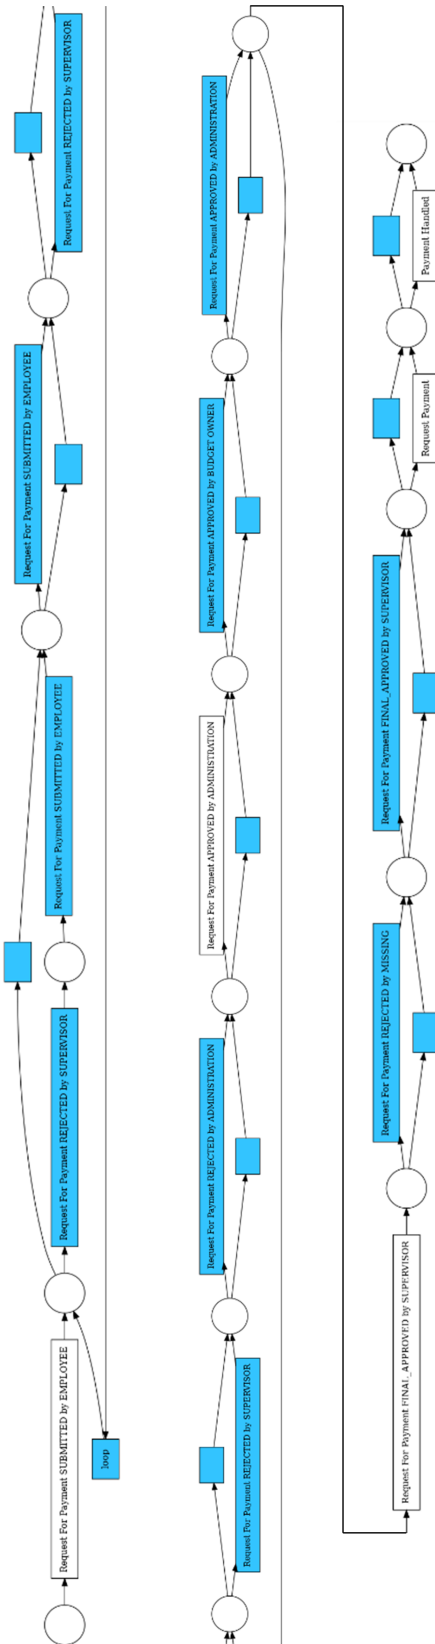 Request For Payment SUBMITTED by EMPLOYEE
loop
Request For Payment REJECTED by SUPERVISOR
Request For Payment SUBMITTED by EMPLOYEE
Request For Payment SUBMITTED by EMPLOYEE
Request For Payment REJECTED by SUPERVISOR
Request For Payment REJECTED by SUPERVISOR
Request For Payment REJECTED by ADMINISTRATION
Request For Payment APPROVED by ADMINISTRATION
Request For Payment APPROVED by BUDGET OWNER
Request For Payment APPROVED by ADMINISTRATION
Request For Payment FINAL_APPROVED by SUPERVISOR
Request For Payment REJECTED by MISSING
Request For Payment FINAL_APPROVED by SUPERVISOR
Request Payment
Payment Handled